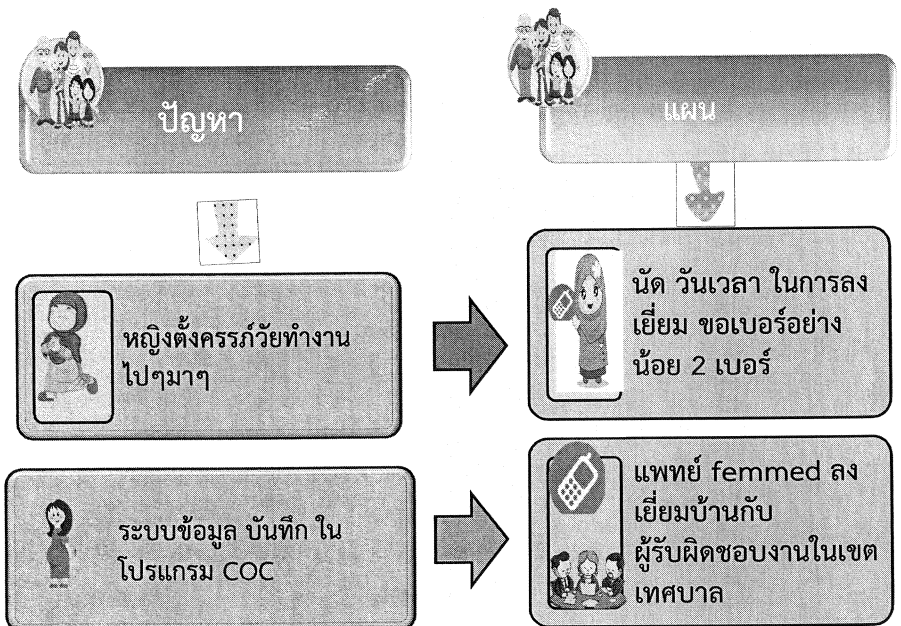 ปัญหา
แผน
หญิงตั้งครรภ์วัยทำงาน
ไปๆมาๆ
นัด วันเวลา ในการลง
เยี่ยม ขอเบอร์อย่าง
น้อย 2 เบอร์
ระบบข้อมูล บันทึก ใน
โปรแกรม COC
แพทย์ femmed ลง
เยี่ยมบ้านกับ
ผู้รับผิดชอบงานในเขต
เทศบาล